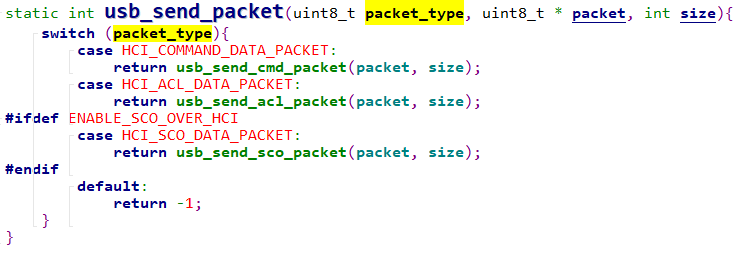 static int usb_send_packet(uint8_t packet_type, uint8_t * packet, int size){
    switch (packet_type){
        case HCI_COMMAND_DATA_PACKET:
            return usb_send_cmd_packet(packet, size);
        case HCI_ACL_DATA_PACKET:
            return usb_send_acl_packet(packet, size);
#ifdef ENABLE_SCO_OVER_HCI
        case HCI_SCO_DATA_PACKET:
            return usb_send_sco_packet(packet, size);
#endif
        default:
            return -1;
    }
}